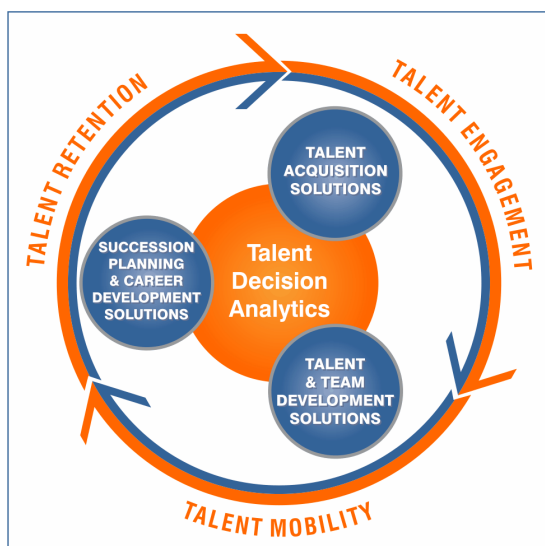 TALENT RETENTION
TALENT ENGAGEMENT
TALENT
ACQUISITION
SOLUTIONS
SUCCESSION
PLANNING
& CAREER
DEVELOPMENT
SOLUTIONS
Talent
Decision
Analytics
TALENT
& TEAM
DEVELOPMENT
SOLUTIONS
TALENT MOBILITY